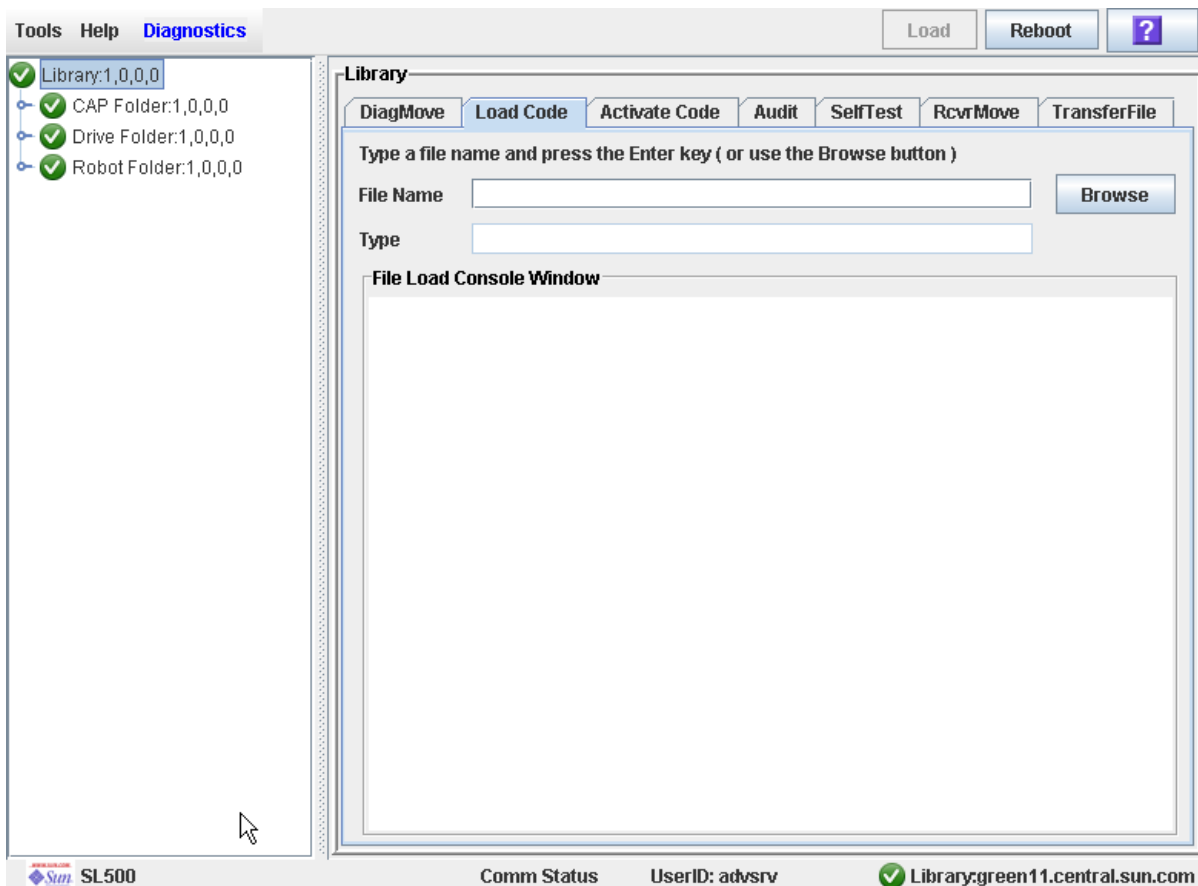 Tools Help Diagnostics Load Reboot ?
Library:1,0,0,0
CAP Folder:1,0,0,0
Drive Folder:1,0,0,0
Robot Folder:1,0,0,0
Library
DiagMove Load Code Activate Code Audit SelfTest RcvrMove TransferFile
Type a file name and press the Enter key ( or use the Browse button )
File Name Browse
Type
File Load Console Window
Sun SL500 Comm Status UserID: advsrv Library:green11.central.sun.com